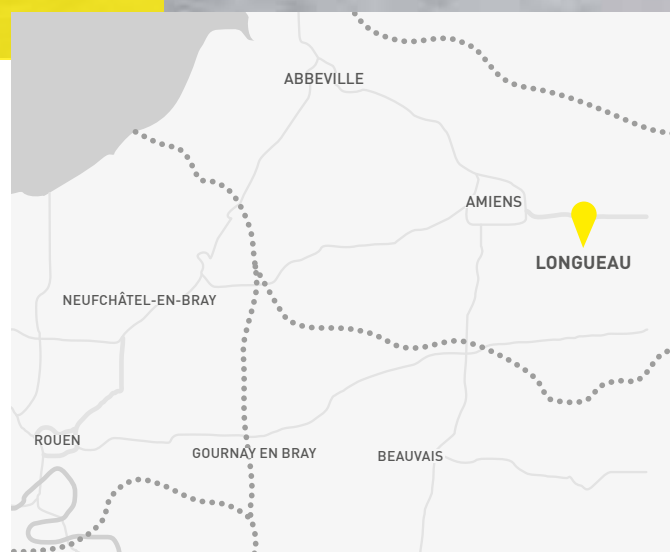 ABBEVILLE
AMIENS
LONGUEAU
NEUFCHÂTEL-EN-BRAY
ROUEN
GOURNAY EN BRAY
BEAUVAIS